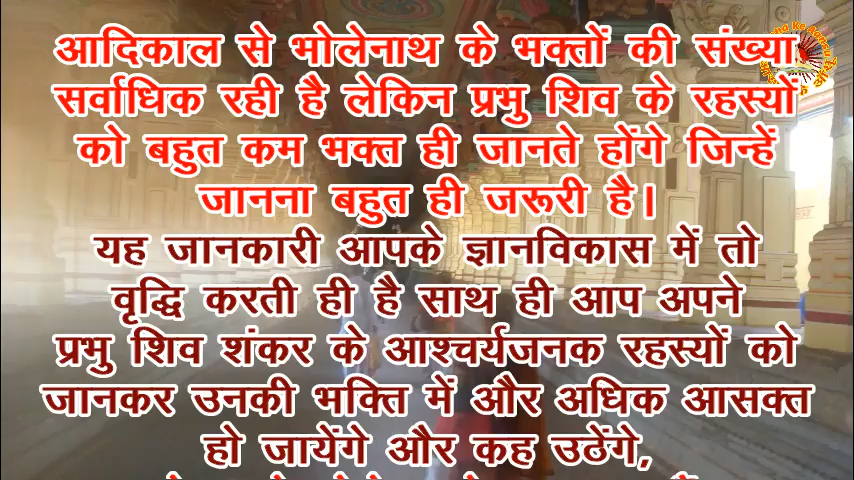 आदिकाल से भोलेनाथ के भक्तों की संख्या
सर्वाधिक रही है लेकिन प्रभु शिव के रहस्यों
को बहुत कम भक्त ही जानते होंगे जिन्हें
जानना बहुत ही जरूरी है।
यह जानकारी आपके ज्ञानविकास में तो
वृद्धि करती ही है साथ ही आप अपने
प्रभु शिव शंकर के आश्चर्यजनक रहस्यों को
जानकर उनकी भक्ति में और अधिक आसक्त
हो जायेंगे और कह उठेंगे,